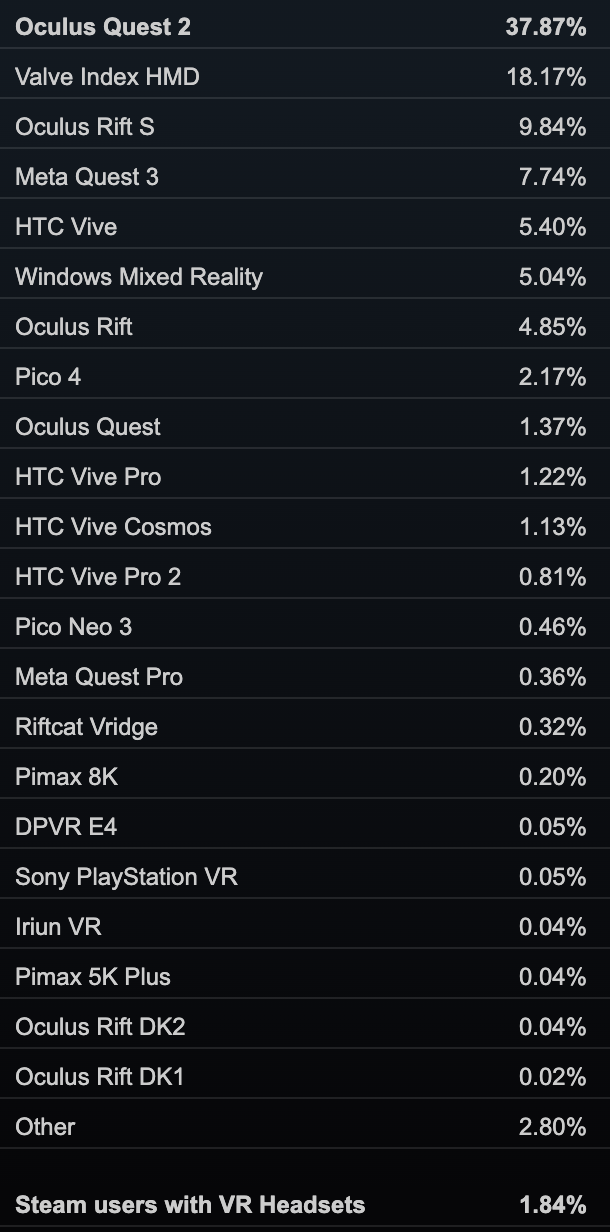 Oculus Quest 2 37.87%
Valve Index HMD 18.17%
Oculus Rift S 9.84%
Meta Quest 3 7.74%
HTC Vive 5.40%
Windows Mixed Reality 5.04%
Oculus Rift 4.85%
Pico 4 2.17%
Oculus Quest 1.37%
HTC Vive Pro 1.22%
HTC Vive Cosmos 1.13%
HTC Vive Pro 2 0.81%
Pico Neo 3 0.46%
Meta Quest Pro 0.36%
Riftcat Vridge 0.32%
Pimax 8K 0.20%
DPVR E4 0.05%
Sony PlayStation VR 0.05%
Iriun VR 0.04%
Pimax 5K Plus 0.04%
Oculus Rift DK2 0.04%
Oculus Rift DK1 0.02%
Other 2.80%
Steam users with VR Headsets 1.84%